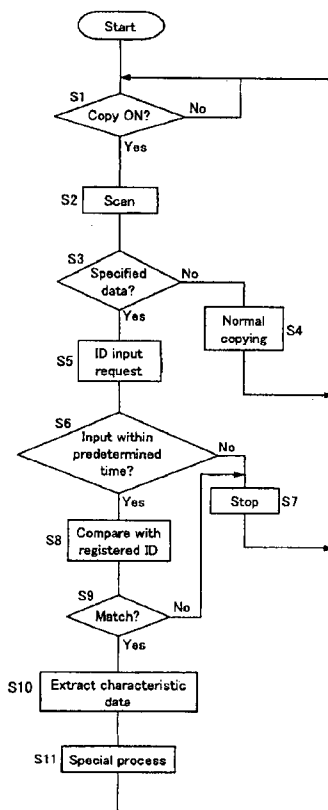 Start
S1
Copy ON?
No
Yes
S2
Scan
S3
Specified
data?
No
Yes
Normal
copying
S4
S5
ID input
request
S6
Input within
predetermined
time?
No
Yes
Stop
S7
S8
Compare with
registered ID
S9
Match?
No
Yes
S10
Extract characteristic
data
S11
Special process